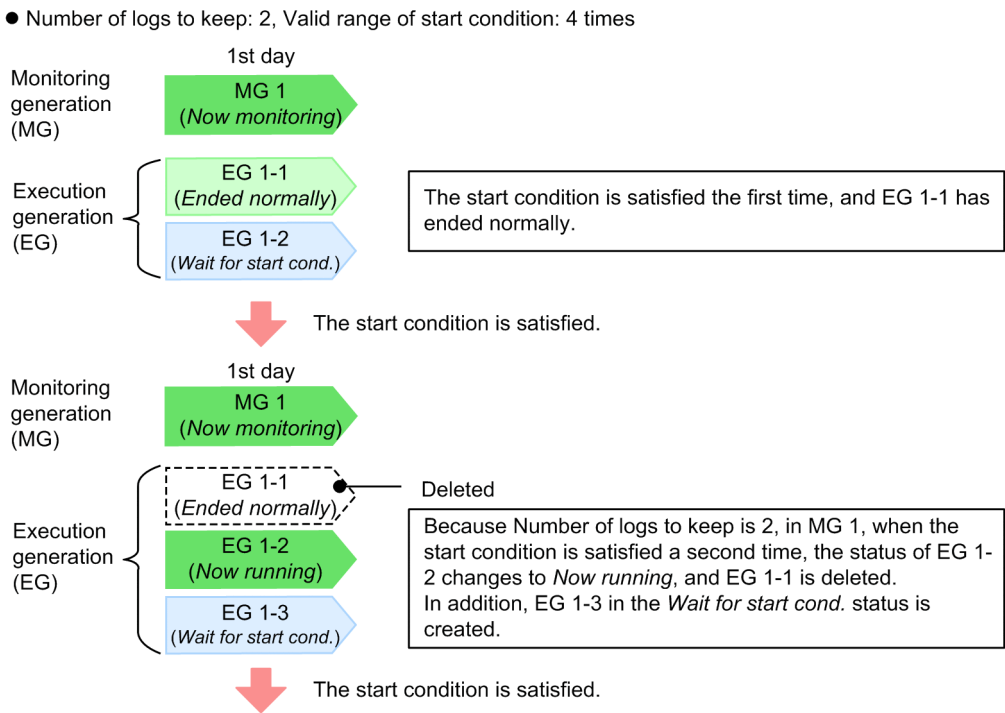 ● Number of logs to keep: 2, Valid range of start condition: 4 times
1st day
Monitoring
generation
(MG)
MG 1
(Now monitoring)
Execution
generation
(EG)
EG 1-1
(Ended normally)
EG 1-2
(Wait for start cond.)
The start condition is satisfied the first time, and EG 1-1 has
ended normally.
The start condition is satisfied.
1st day
Monitoring
generation
(MG)
MG 1
(Now monitoring)
Execution
generation
(EG)
EG 1-1
(Ended normally)
Deleted
EG 1-2
(Now running)
EG 1-3
(Wait for start cond.)
Because Number of logs to keep is 2, in MG 1, when the
start condition is satisfied a second time, the status of EG 1-
2 changes to Now running, and EG 1-1 is deleted.
In addition, EG 1-3 in the Wait for start cond. status is
created.
The start condition is satisfied.